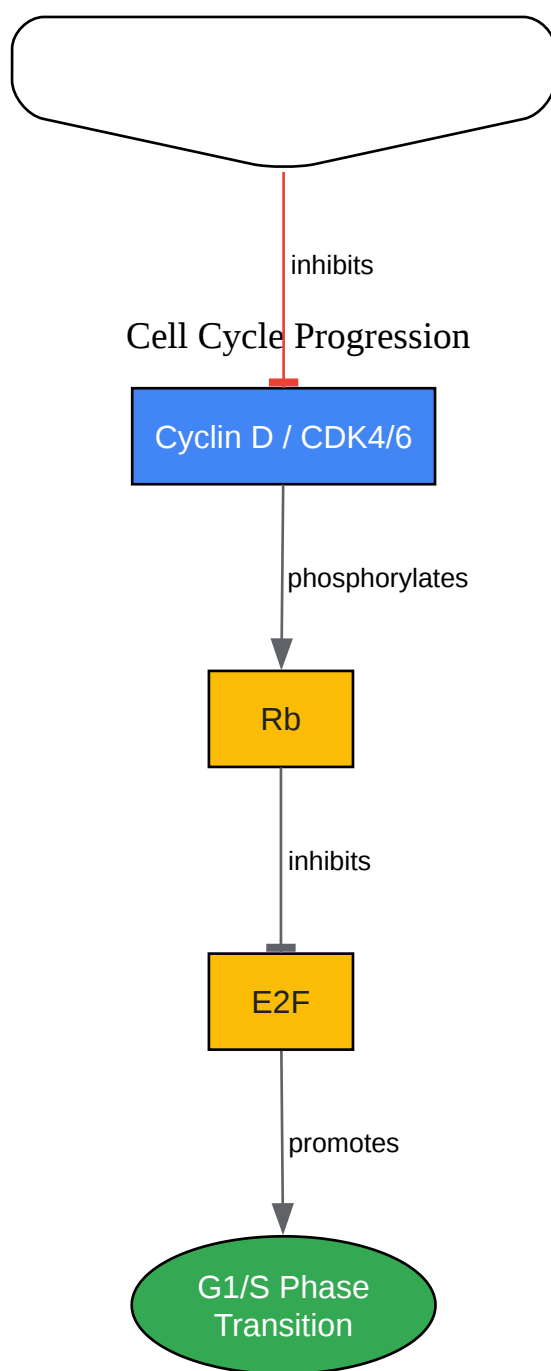 inhibits
Cell Cycle Progression
Cyclin D / CDK4/6
phosphorylates
Rb
inhibits
E2F
promotes
G1/S Phase
Transition